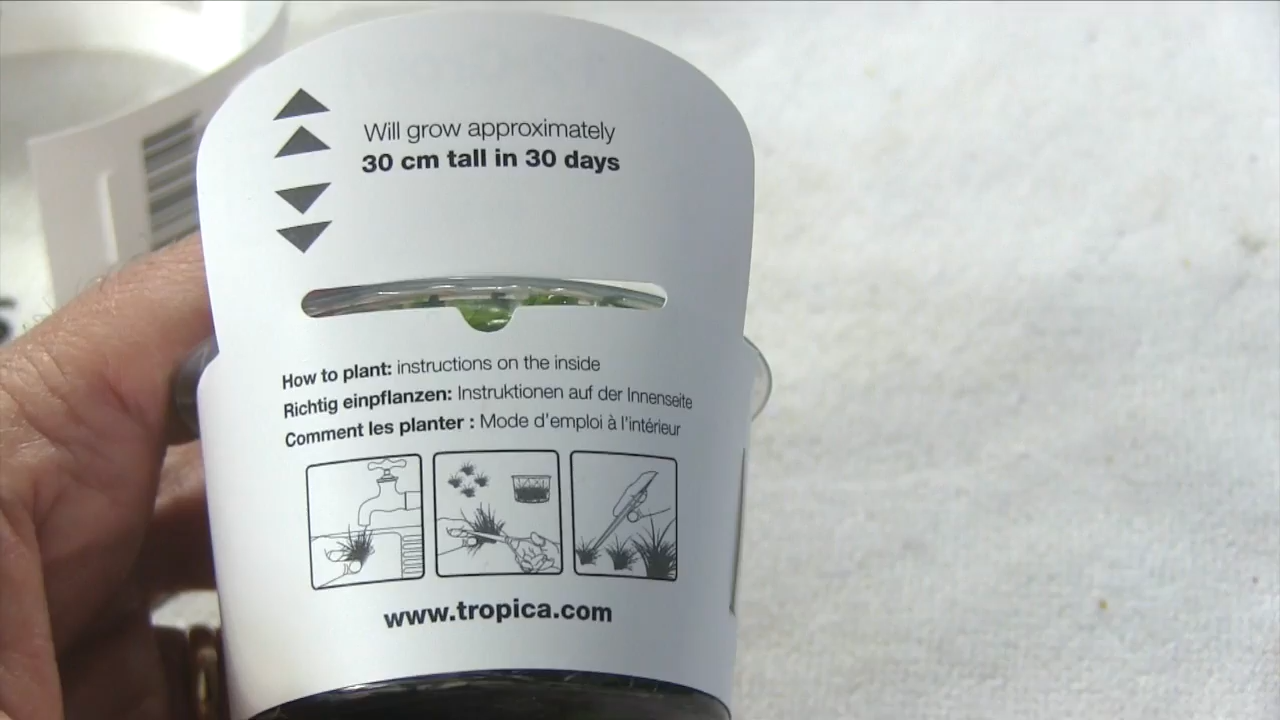 Will grow approximately
30 cm tall in 30 days
How to plant: instructions on the inside
Richtig einpflanzen: Instruktionen auf der Innenseite
Comment les planter : Mode d'emploi à l'intérieur
www.tropica.com